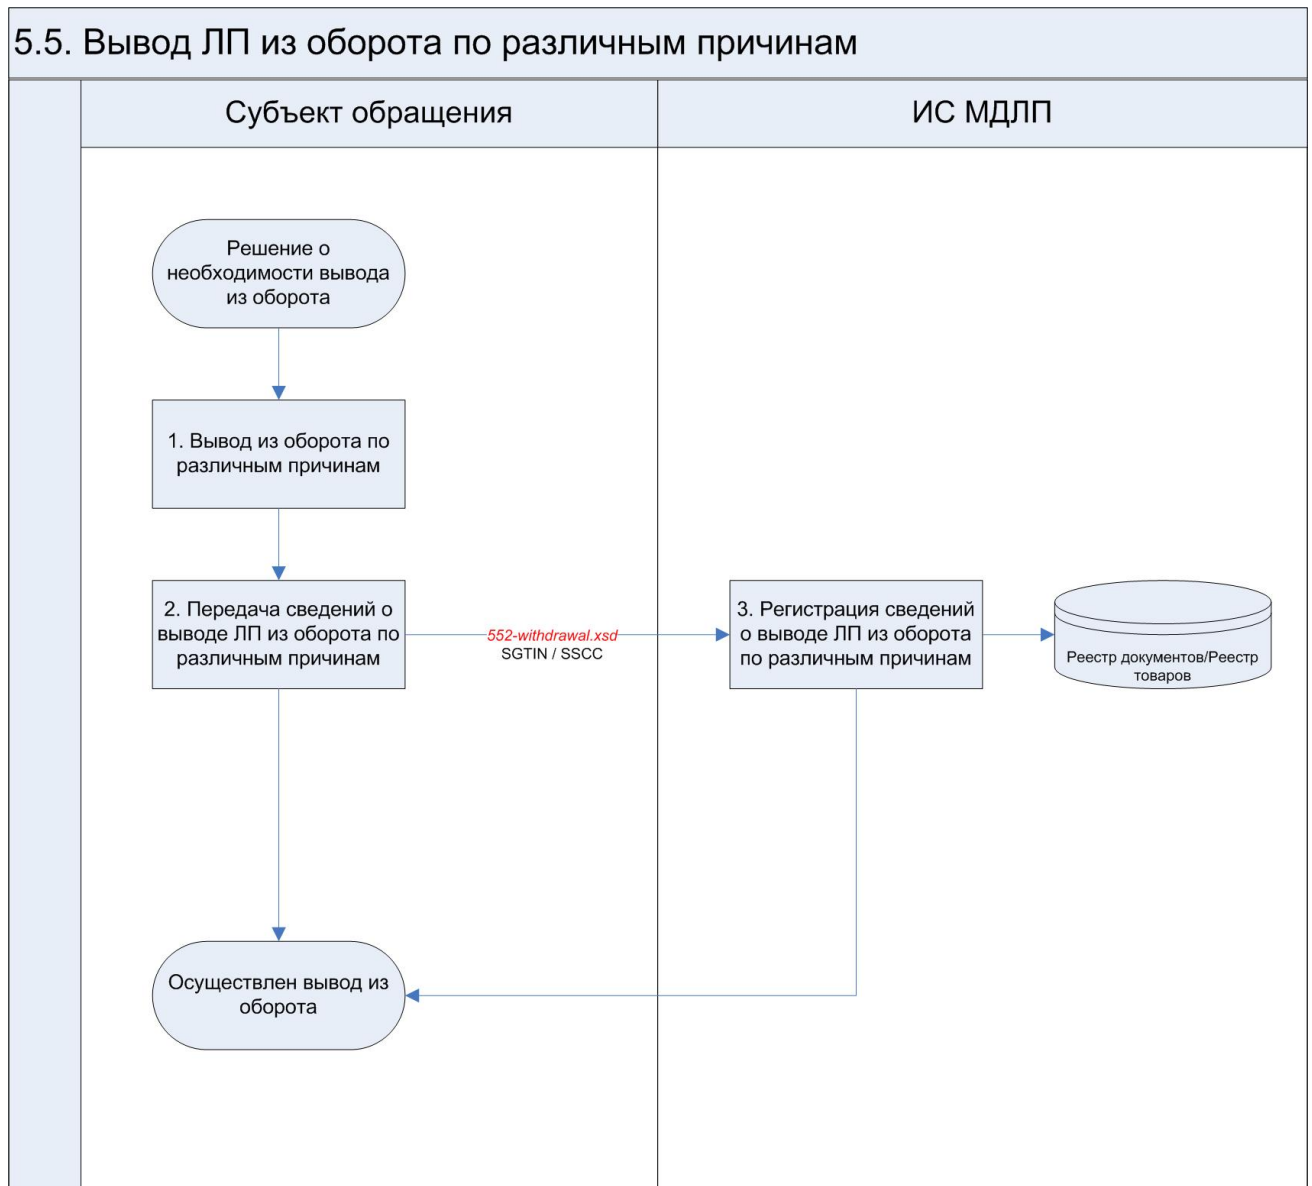 5.5. Вывод ЛП из оборота по различным причинам
Субъект обращения
ИС МДЛП
Решение о
необходимости вывода
из оборота
1. Вывод из оборота по
различным причинам
2. Передача сведений о
выводе ЛП из оборота по
различным причинам
552-withdrawal.xsd
SGTIN / SSCC
3. Регистрация сведений
о выводе ЛП из оборота
по различным причинам
Реестр документов/Реестр
товаров
Осуществлен вывод из
оборота